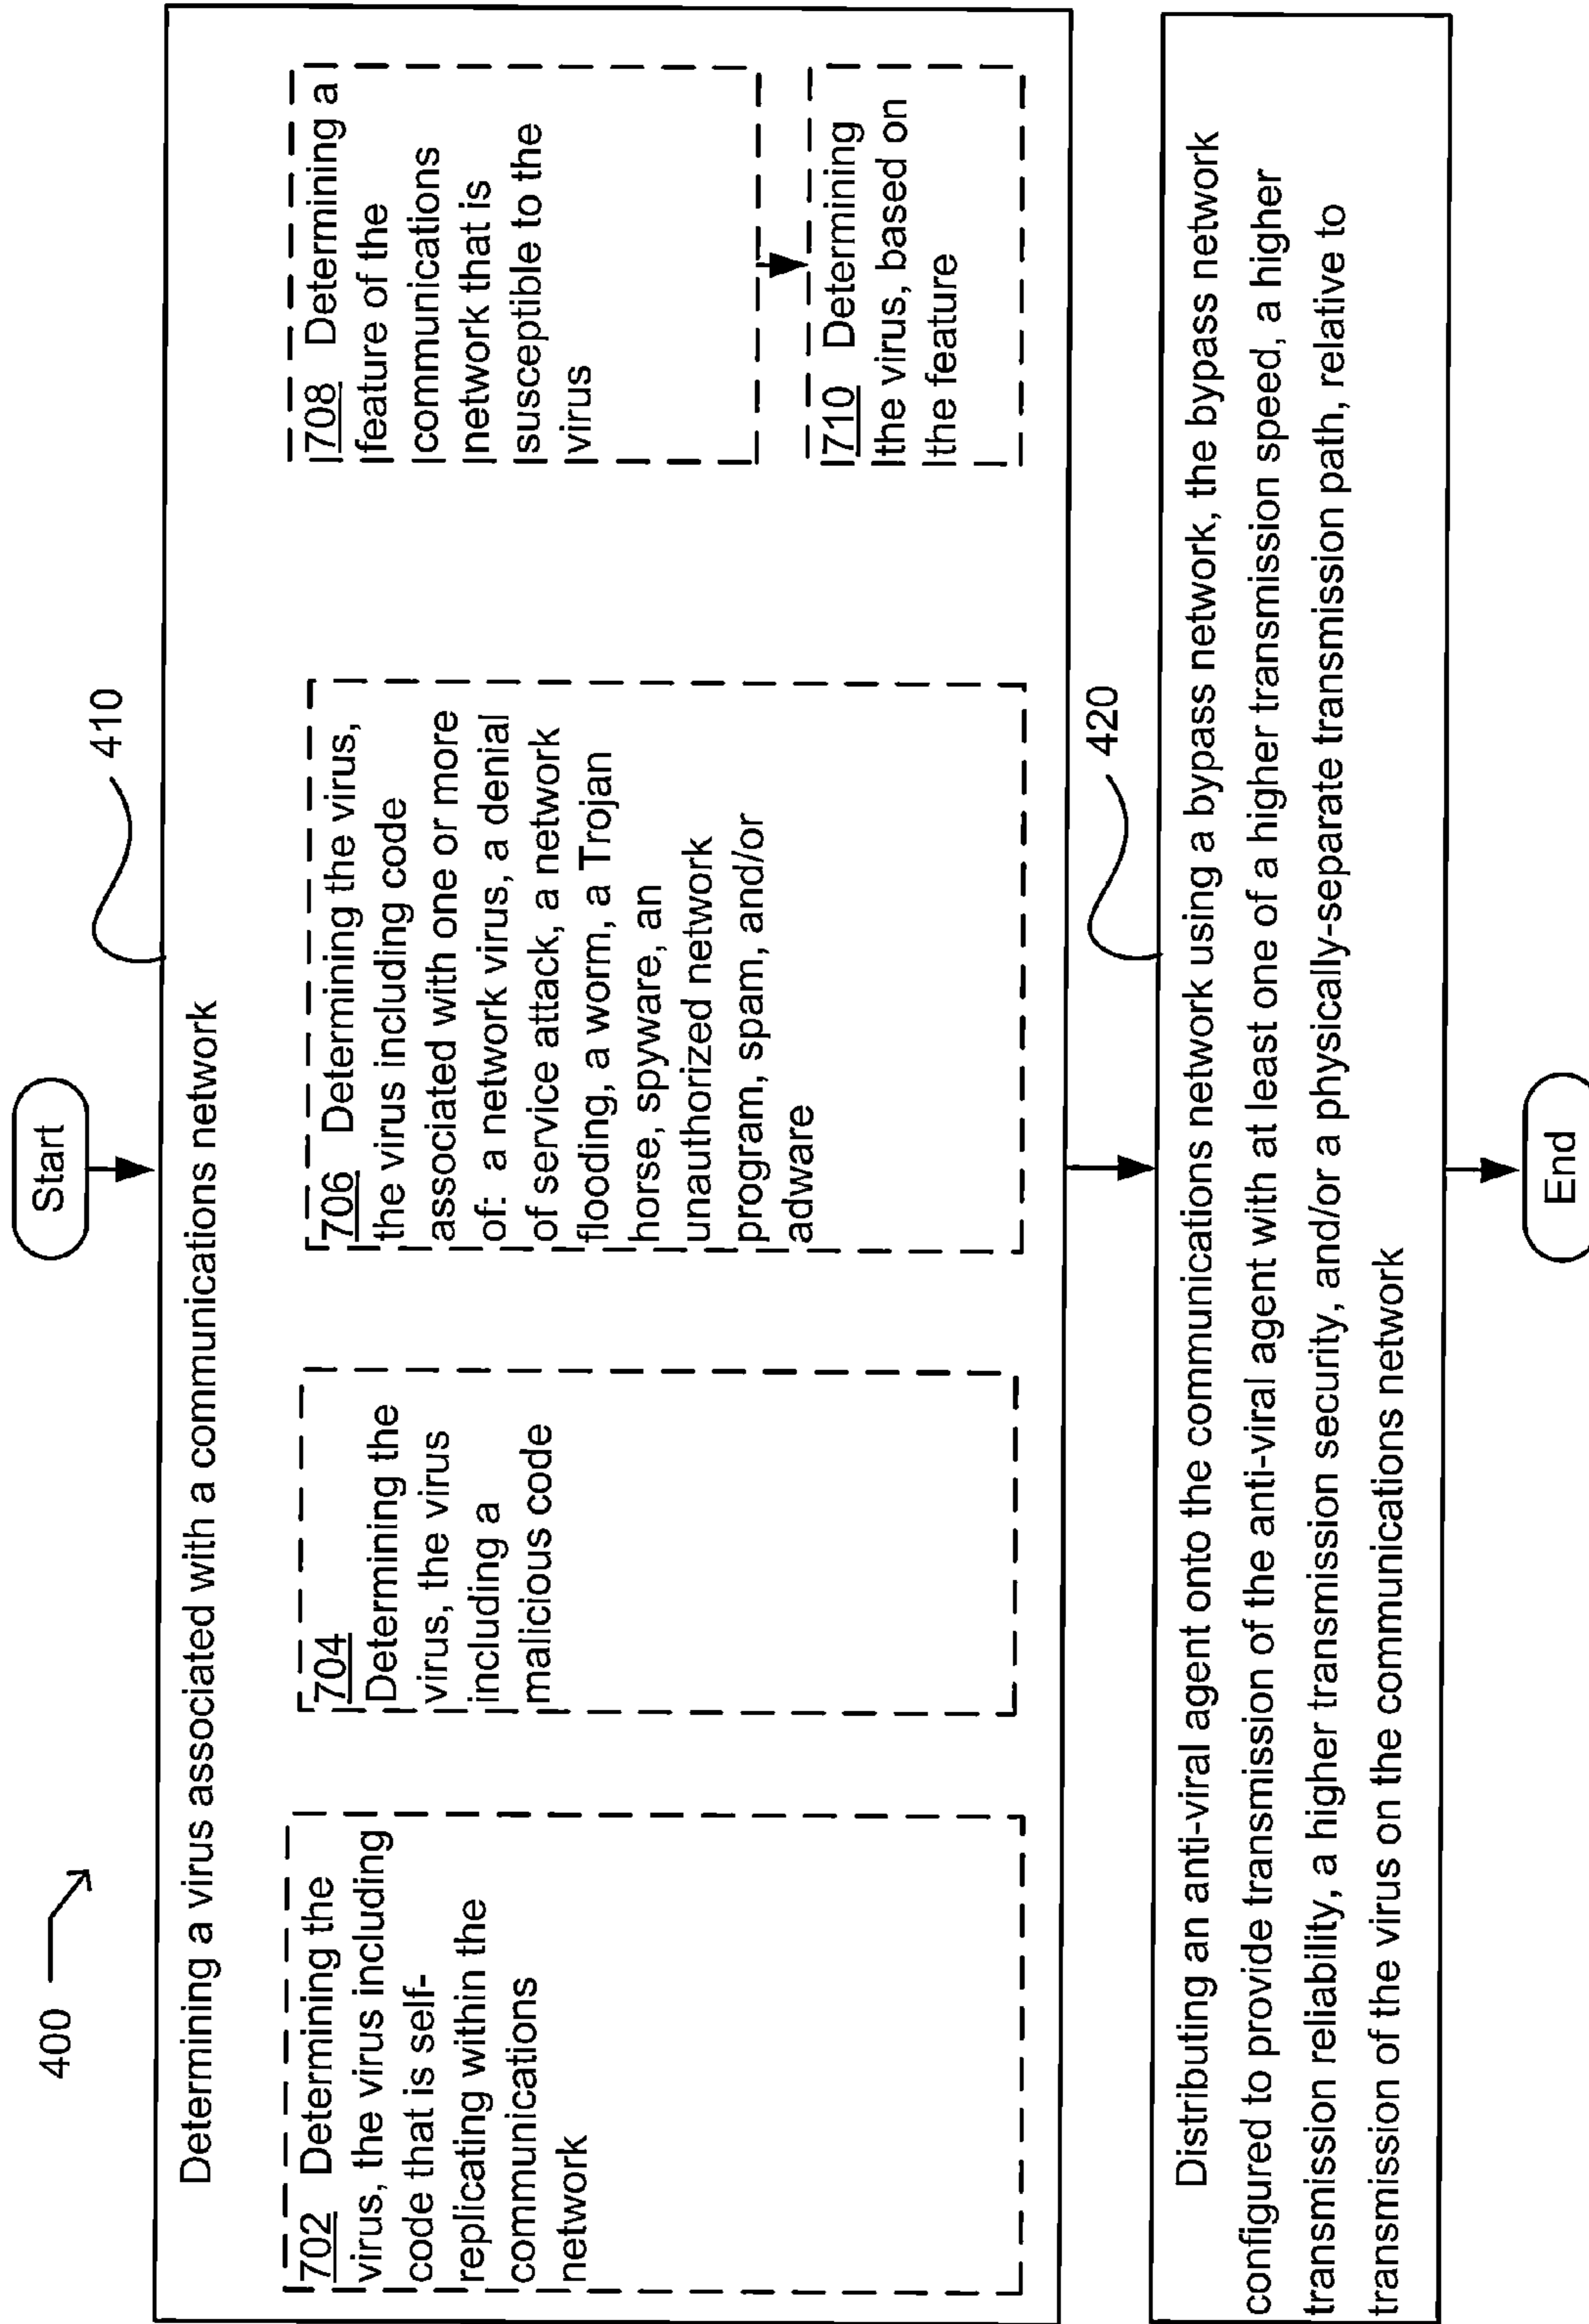 400
Start
410
Determining a virus associated with a communications network
702 Determining the
virus, the virus including
code that is self-
replicating within the
communications
network
704
Determining the
virus, the virus
including a
malicious code
706 Determining the virus,
the virus including code
associated with one or more
of: a network virus, a denial
of service attack, a network
flooding, a worm, a Trojan
horse, spyware, an
unauthorized network
program, spam, and/or
adware
708 Determining a
feature of the
communications
network that is
susceptible to the
virus
710 Determining
the virus, based on
the feature
420
Distributing an anti-viral agent onto the communications network using a bypass network, the bypass network
configured to provide transmission of the anti-viral agent with at least one of a higher transmission speed, a higher
transmission reliability, a higher transmission security, and/or a physically-separate transmission path, relative to
transmission of the virus on the communications network
End